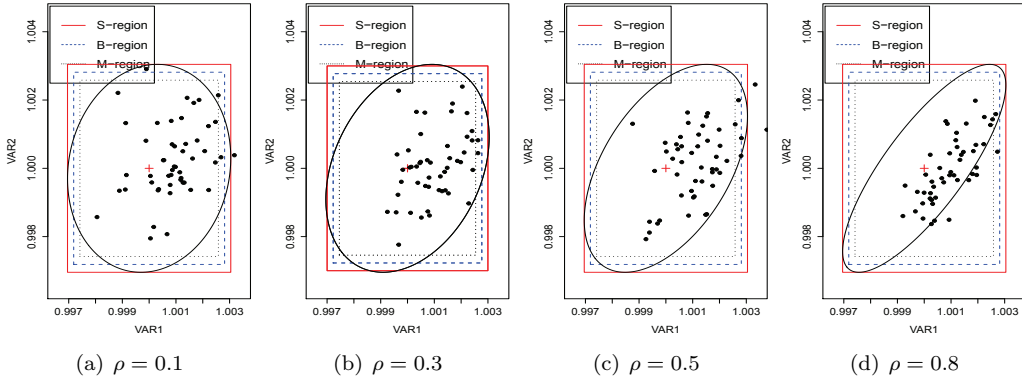 S−region
B−region
M−region
1.004
1.002
1.000
0.998
VAR2
0.997
0.999
1.001
1.003
VAR1
(a) ρ = 0.1
S−region
B−region
M−region
1.004
1.002
1.000
0.998
VAR2
0.997
0.999
1.001
1.003
VAR1
(b) ρ = 0.3
S−region
B−region
M−region
1.004
1.002
1.000
0.998
VAR2
0.997
0.999
1.001
1.003
VAR1
(c) ρ = 0.5
S−region
B−region
M−region
1.004
1.002
1.000
0.998
VAR2
0.997
0.999
1.001
1.003
VAR1
(d) ρ = 0.8